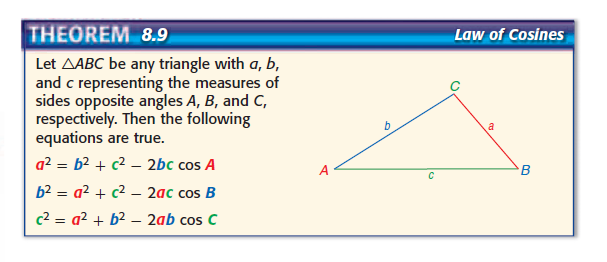 THEOREM 8.9 Law of Cosines
Let △ABC be any triangle with a, b,
and c representing the measures of
sides opposite angles A, B, and C,
respectively. Then the following
equations are true.
a² = b² + c² − 2bc cos A
b² = a² + c² − 2ac cos B
c² = a² + b² − 2ab cos C
C
b
a
A
c
B